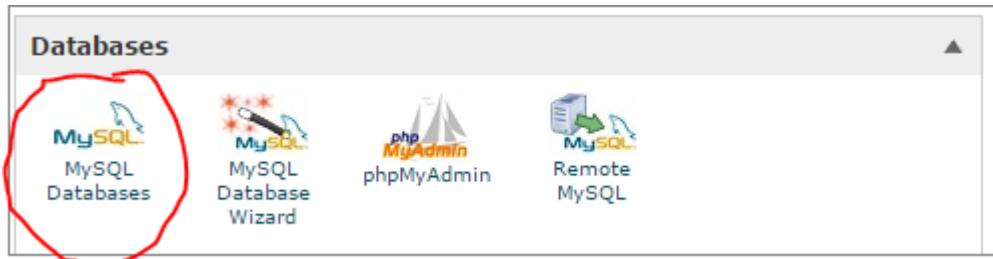 Databases
MySQL
MySQL
Databases
MySQL
MySQL
Database
Wizard
php
MyAdmin
phpMyAdmin
MySQL
Remote
MySQL